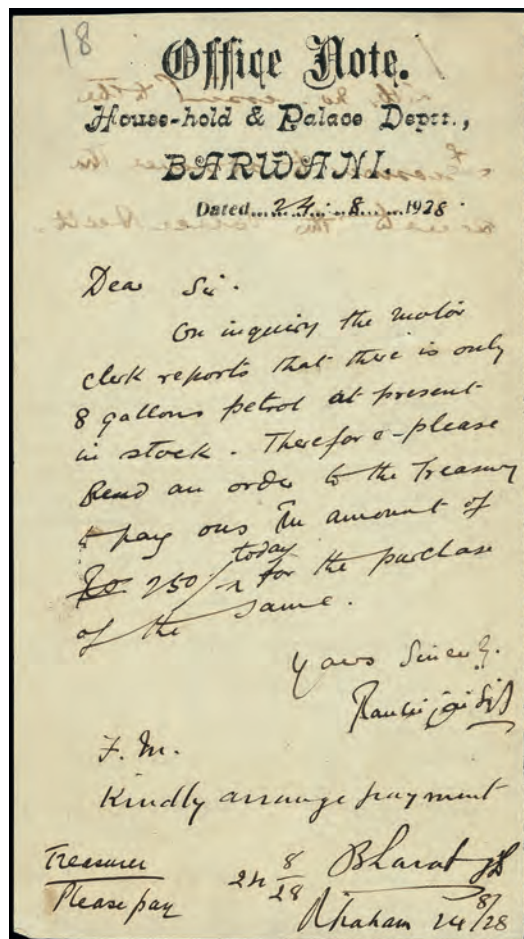 18
Office Note.
House-hold & Palace Deptt.,
BARWANI.
Dated....24...8.....1928.
Dear Sir.
On inquiry the motor
clerk reports that there is only
8 gallons petrol at present
in stock. Therefore please
send an order to the Treasury
to pay ous the amount of
Rs 250/- today for the purchase
of the same.
Yours Sincerely.
F. M.
Kindly arrange payment
Treasurer 24 8/28 Bharat
Please pay 24 8/28